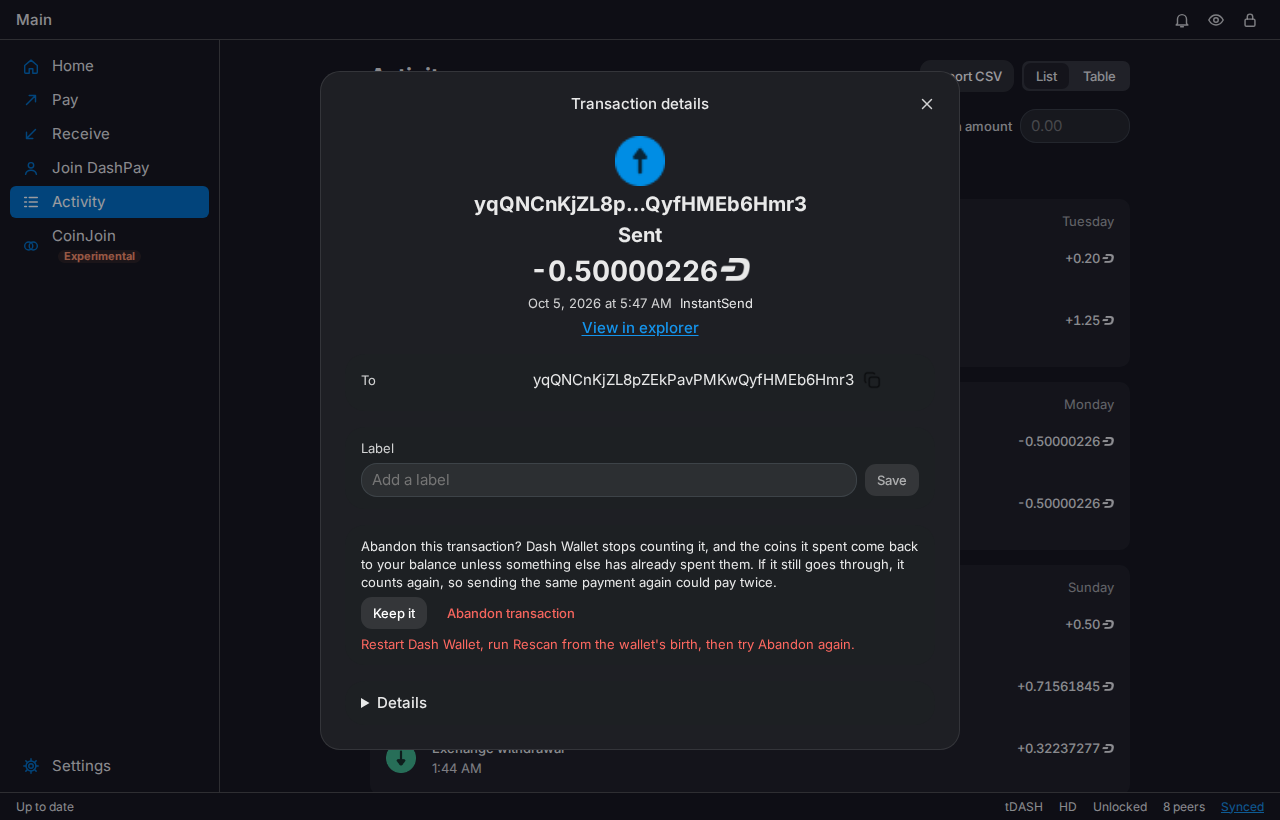 Main
Home
Pay
Receive
Join DashPay
Activity
CoinJoin
Experimental
Settings
List
Table
CSV
amount
0.00
Tuesday
+0.20
+1.25
Monday
-0.50000226
-0.50000226
Sunday
+0.50
+0.71561845
+0.32237277
1:44 AM
Transaction details
yqQNCnKjZL8p...QyfHMEb6Hmr3
Sent
-0.50000226
Oct 5, 2026 at 5:47 AM InstantSend
View in explorer
To yqQNCnKjZL8pZEkPavPMKwQyfHMEb6Hmr3
Label
Add a label
Save
Abandon this transaction? Dash Wallet stops counting it, and the coins it spent come back
to your balance unless something else has already spent them. If it still goes through, it
counts again, so sending the same payment again could pay twice.
Keep it Abandon transaction
Restart Dash Wallet, run Rescan from the wallet's birth, then try Abandon again.
Details
Up to date
tDASH HD Unlocked 8 peers Synced